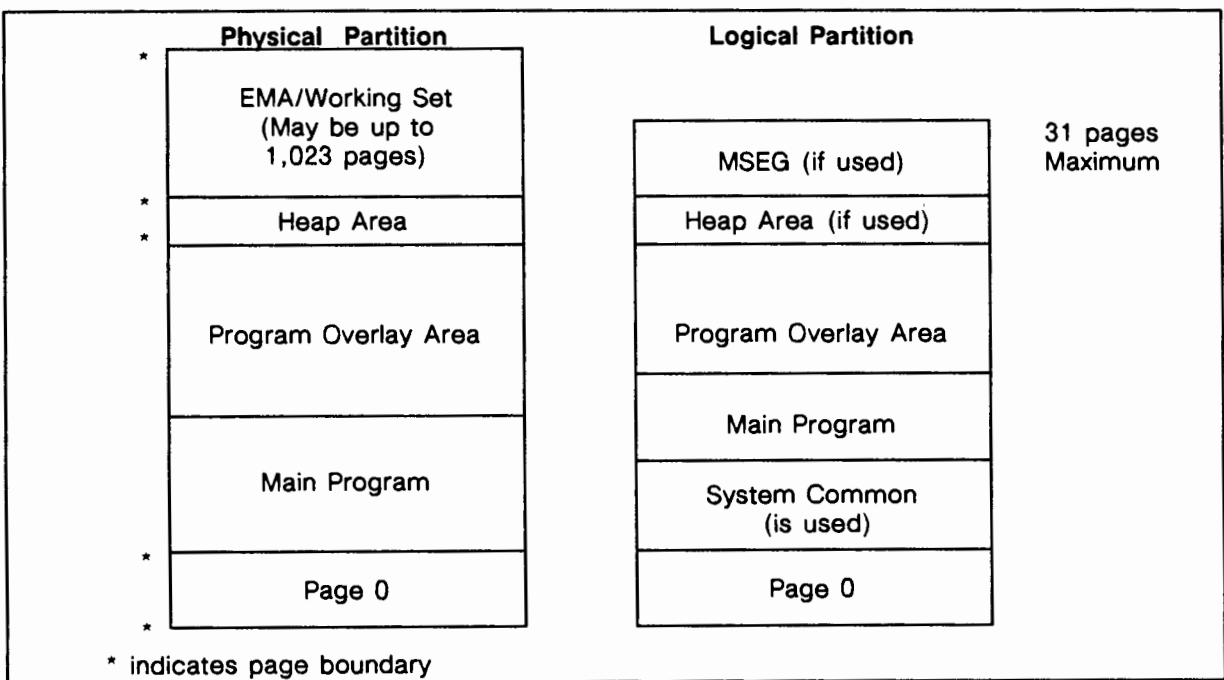 Physical Partition
*
EMA/Working Set
(May be up to
1,023 pages)
*
Heap Area
*
Program Overlay Area
Main Program
*
Page 0
*
Logical Partition
MSEG (if used)
31 pages
Maximum
Heap Area (if used)
Program Overlay Area
Main Program
System Common
(is used)
Page 0
* indicates page boundary